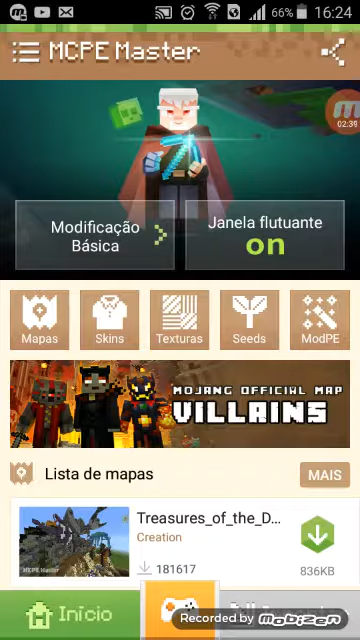 66% 16:24
MCPE Master
02:39
Modificação
Básica
Janela flutuante
on
Mapas
Skins
Texturas
Seeds
ModPE
MOJANG OFFICIAL MAP
VILLAINS
Lista de mapas
MAIS
Treasures_of_the_D...
Creation
MCPE Master
181617
836KB
Início
Recorded by mobizen